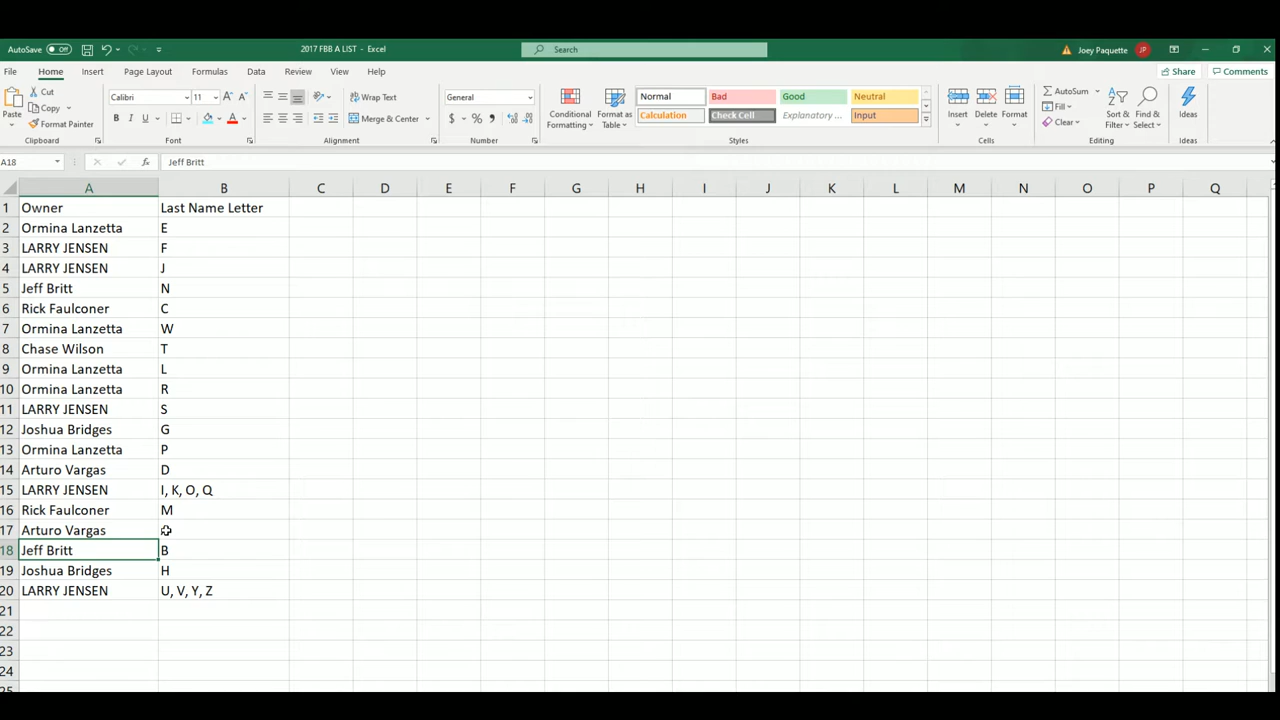 AutoSave Off 2017 FBB A LIST - Excel Search Joey Paquette JP
File Home Insert Page Layout Formulas Data Review View Help Share Comments
Paste Cut Copy Format Painter Clipboard
Calibri 11 A A B I U A Font
Wrap Text Merge & Center Alignment
General $ % , Number
Conditional Formatting Format as Table
Normal Bad Good Neutral
Calculation Check Cell Explanatory ... Input
Styles
Insert Delete Format Cells
AutoSum Fill Clear Sort & Filter Find & Select Editing
Ideas Ideas
A18 fx Jeff Britt
A B C D E F G H I J K L M N O P Q
1 Owner Last Name Letter
2 Ormina Lanzetta E
3 LARRY JENSEN F
4 LARRY JENSEN J
5 Jeff Britt N
6 Rick Faulconer C
7 Ormina Lanzetta W
8 Chase Wilson T
9 Ormina Lanzetta L
10 Ormina Lanzetta R
11 LARRY JENSEN S
12 Joshua Bridges G
13 Ormina Lanzetta P
14 Arturo Vargas D
15 LARRY JENSEN I, K, O, Q
16 Rick Faulconer M
17 Arturo Vargas
18 Jeff Britt B
19 Joshua Bridges H
20 LARRY JENSEN U, V, Y, Z
21
22
23
24
25